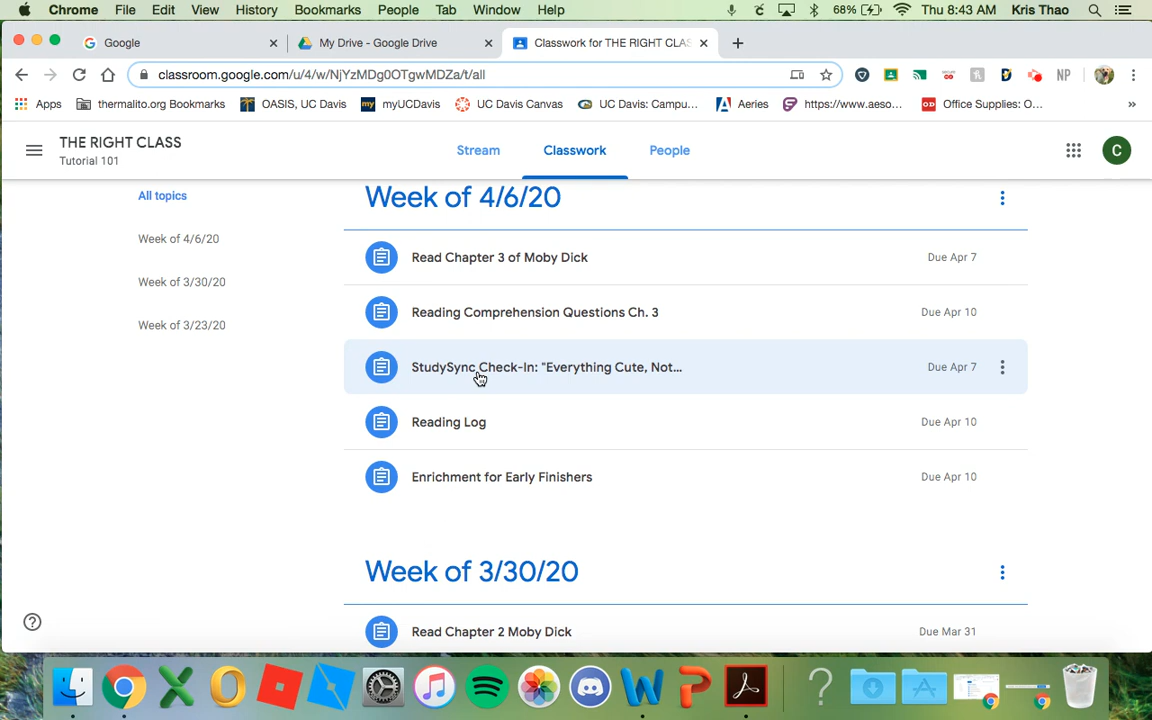 Chrome File Edit View History Bookmarks People Tab Window Help 68% Thu 8:43 AM Kris Thao
Google My Drive - Google Drive Classwork for THE RIGHT CLAS
classroom.google.com/u/4/w/NjYzMDg0OTgwMDZa/t/all NP
Apps thermalito.org Bookmarks OASIS, UC Davis my myUCDavis UC Davis Canvas UC Davis: Campu... Aeries https://www.aeso... OD Office Supplies: O... »
THE RIGHT CLASS
Tutorial 101
Stream Classwork People C
All topics
Week of 4/6/20
Week of 3/30/20
Week of 3/23/20
Week of 4/6/20
Read Chapter 3 of Moby Dick Due Apr 7
Reading Comprehension Questions Ch. 3 Due Apr 10
StudySync Check-In: "Everything Cute, Not... Due Apr 7
Reading Log Due Apr 10
Enrichment for Early Finishers Due Apr 10
Week of 3/30/20
Read Chapter 2 Moby Dick Due Mar 31